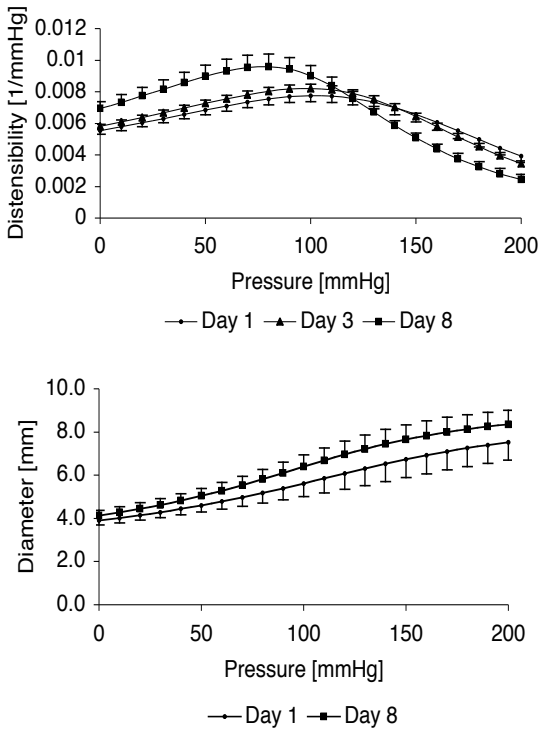 Distensibility [1/mmHg]
0.012
0.01
0.008
0.006
0.004
0.002
0
0 50 100 150 200
Pressure [mmHg]
Day 1 Day 3 Day 8
Diameter [mm]
10.0
8.0
6.0
4.0
2.0
0.0
0 50 100 150 200
Pressure [mmHg]
Day 1 Day 8